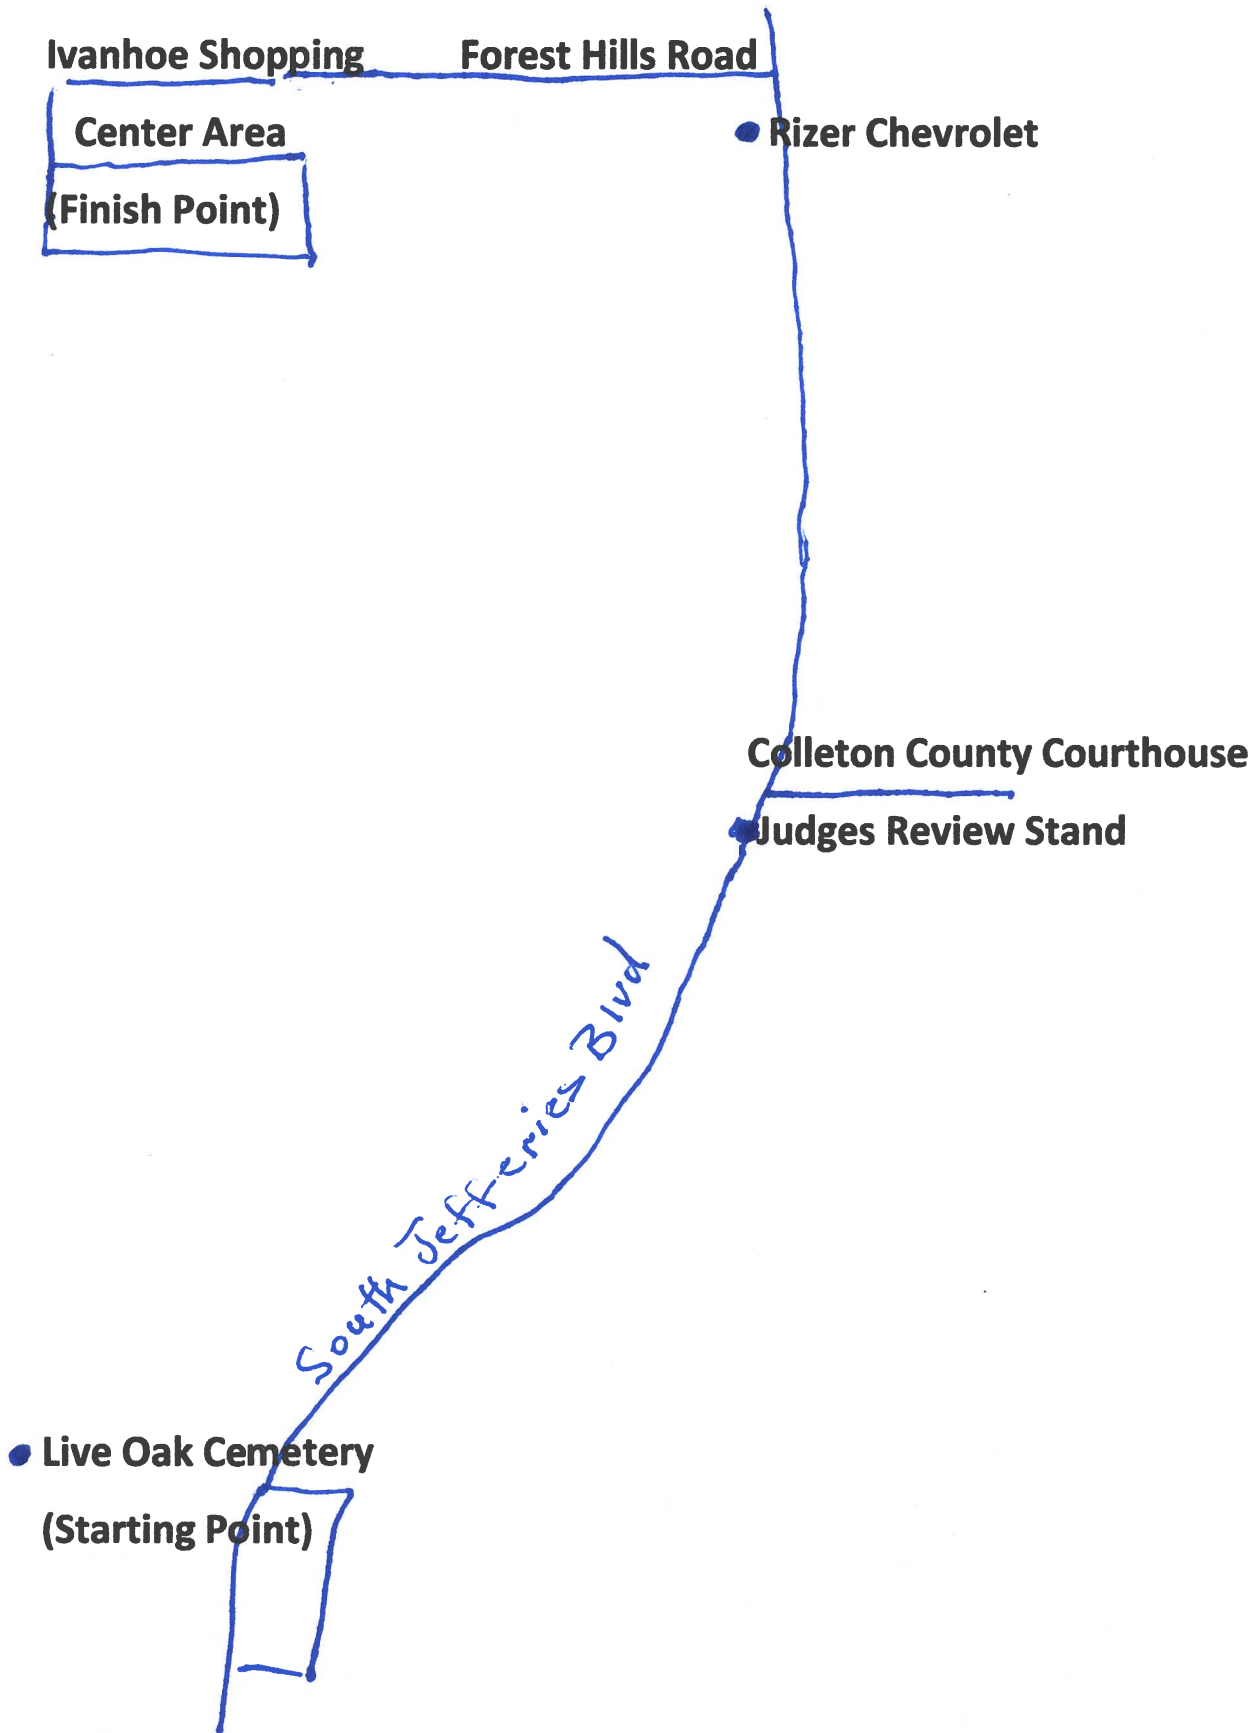 Ivanhoe Shopping
Forest Hills Road
Center Area
Rizer Chevrolet
(Finish Point)
Colleton County Courthouse
Judges Review Stand
South Jefferies Blvd
Live Oak Cemetery
(Starting Point)